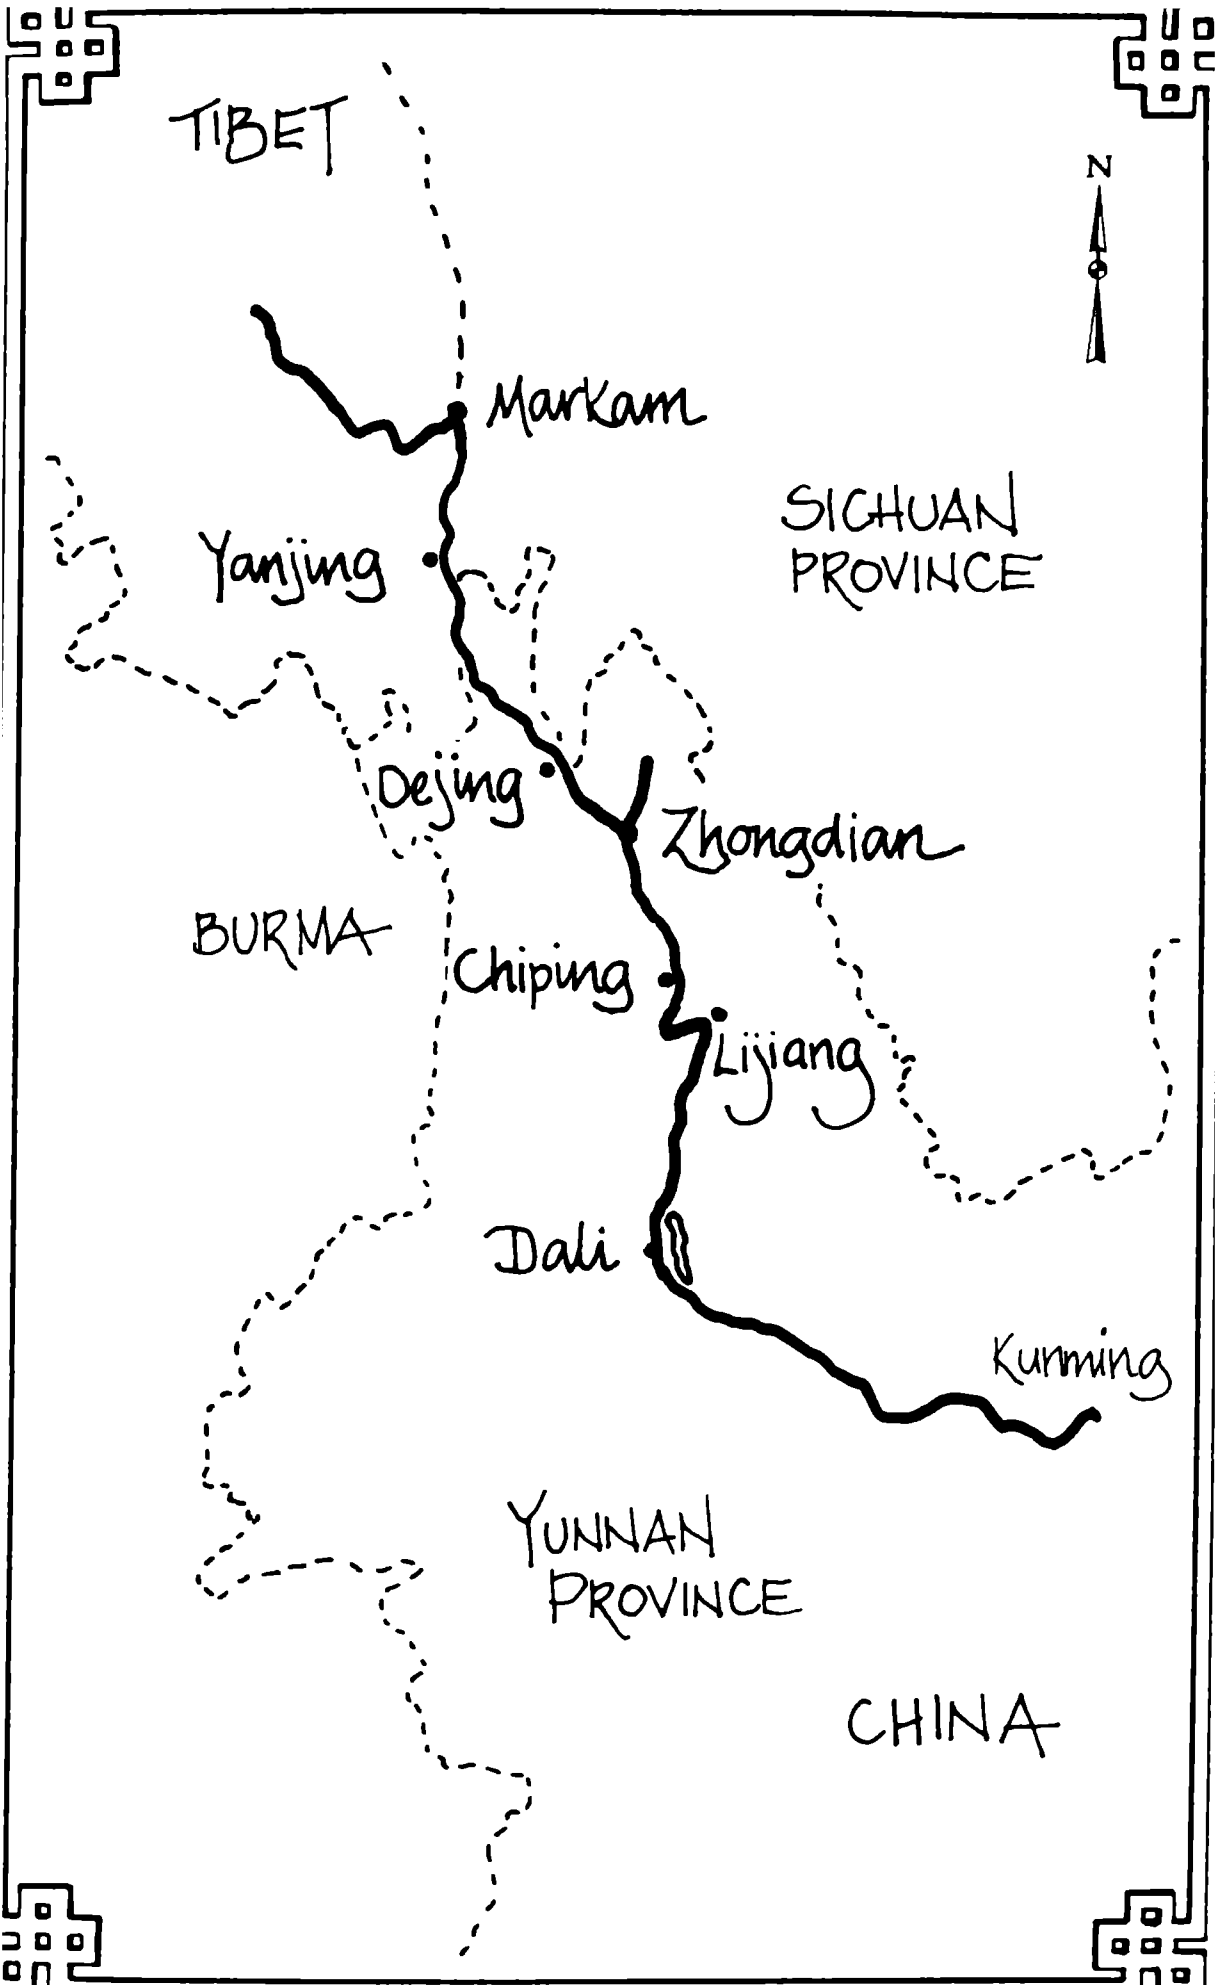 TIBET
N
Markam
SICHUAN
PROVINCE
Yanjing
Dejing
Zhongdian
BURMA
Chiping
Lijiang
Dali
Kunming
YUNNAN
PROVINCE
CHINA